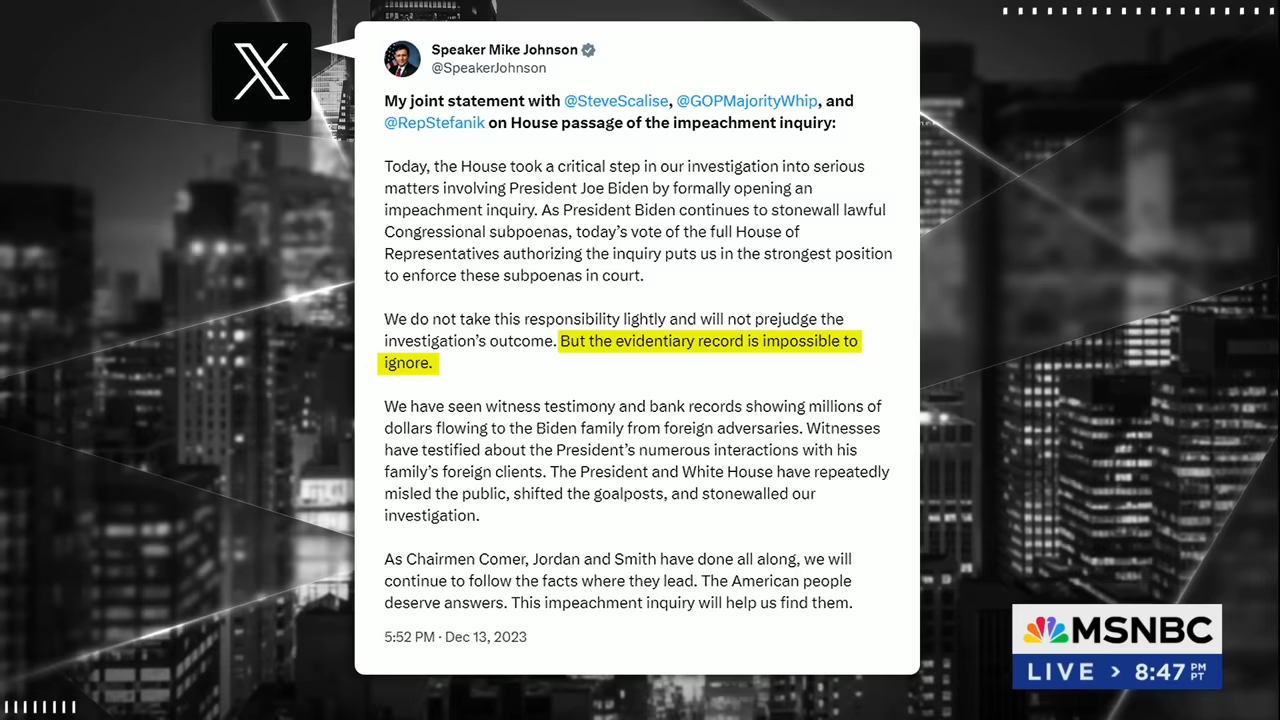 X
Speaker Mike Johnson
@SpeakerJohnson
My joint statement with @SteveScalise, @GOPMajorityWhip, and
@RepStefanik on House passage of the impeachment inquiry:
Today, the House took a critical step in our investigation into serious
matters involving President Joe Biden by formally opening an
impeachment inquiry. As President Biden continues to stonewall lawful
Congressional subpoenas, today's vote of the full House of
Representatives authorizing the inquiry puts us in the strongest position
to enforce these subpoenas in court.
We do not take this responsibility lightly and will not prejudge the
investigation's outcome. But the evidentiary record is impossible to
ignore.
We have seen witness testimony and bank records showing millions of
dollars flowing to the Biden family from foreign adversaries. Witnesses
have testified about the President's numerous interactions with his
family's foreign clients. The President and White House have repeatedly
misled the public, shifted the goalposts, and stonewalled our
investigation.
As Chairmen Comer, Jordan and Smith have done all along, we will
continue to follow the facts where they lead. The American people
deserve answers. This impeachment inquiry will help us find them.
5:52 PM · Dec 13, 2023
MSNBC
LIVE > 8:47 PM PT